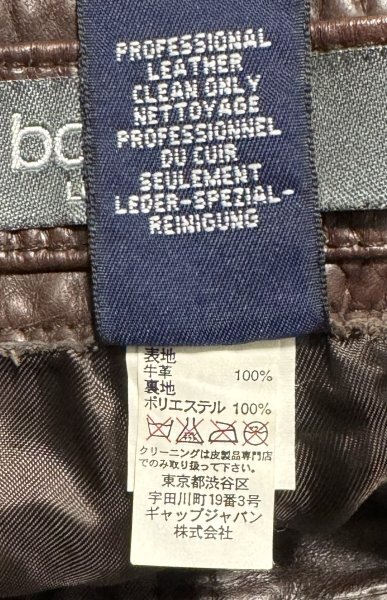 PROFESSIONAL
LEATHER
CLEAN ONLY
NETTOYAGE
PROFESSIONNEL
DU CUIR
SEULEMENT
LEDER-SPEZIAL-
REINIGUNG
表地
牛革 100%
裏地
ポリエステル 100%
クリーニングは皮製品専門店
でのみ取り扱って下さい。
東京都渋谷区
宇田川町19番3号
ギャップジャパン
株式会社